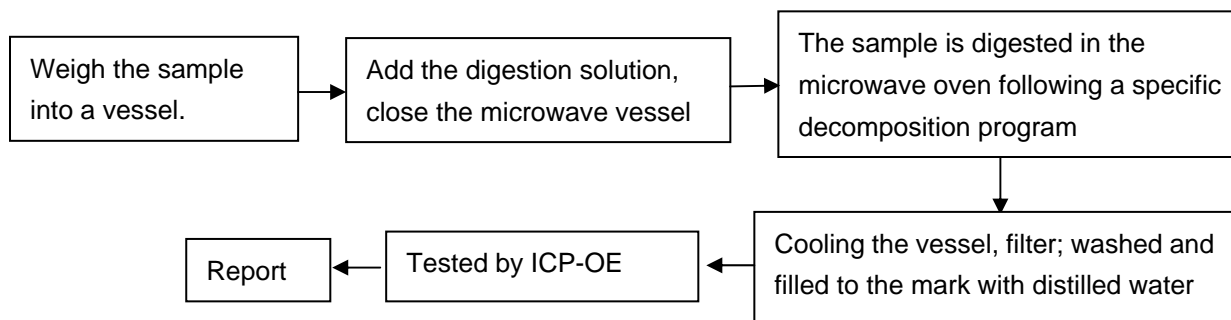 Weigh the sample
into a vessel.
Add the digestion solution,
close the microwave vessel
The sample is digested in the
microwave oven following a specific
decomposition program
Cooling the vessel, filter; washed and
filled to the mark with distilled water
Tested by ICP-OE
Report